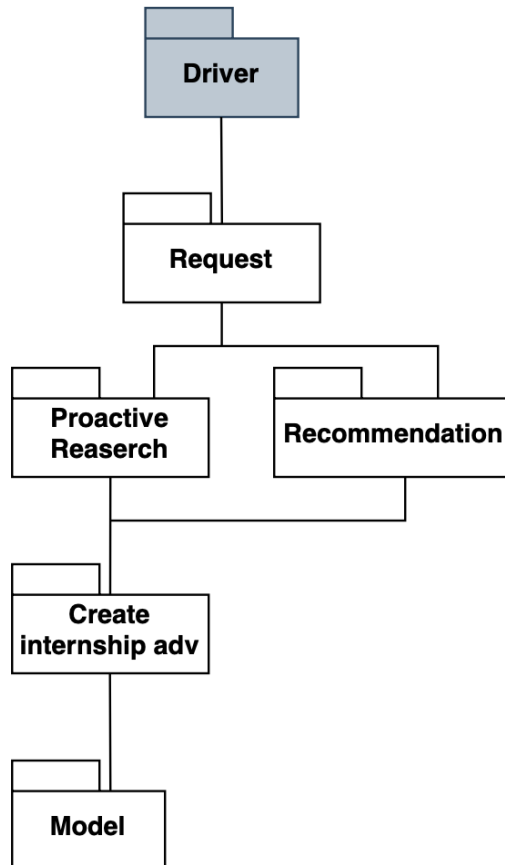 Driver
Request
Proactive
Reaserch
Recommendation
Create
internship adv
Model